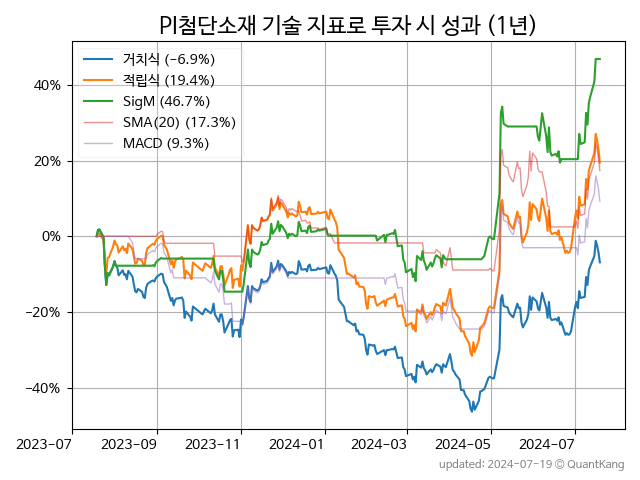 PI첨단소재 기술 지표로 투자 시 성과 (1년)
거치식 (−6.9%)
적립식 (19.4%)
SigM (46.7%)
SMA(20) (17.3%)
MACD (9.3%)
40%
20%
0%
−20%
−40%
2023-07
2023-09
2023-11
2024-01
2024-03
2024-05
2024-07
updated: 2024-07-19 © QuantKang